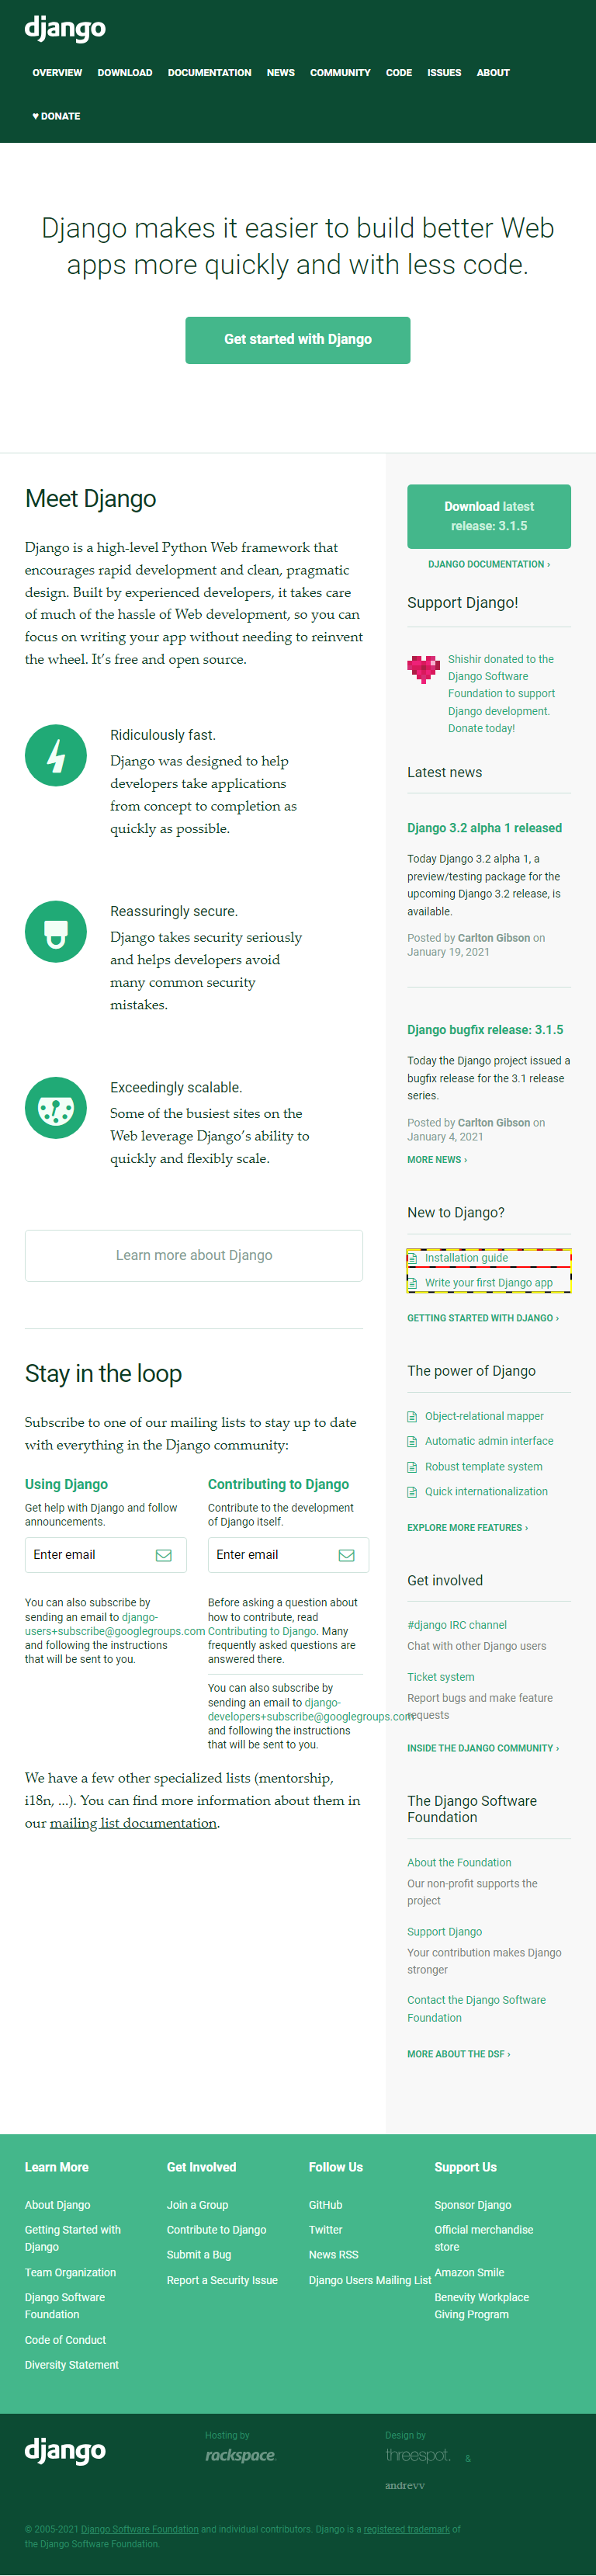 django
OVERVIEW DOWNLOAD DOCUMENTATION NEWS COMMUNITY CODE ISSUES ABOUT
♥ DONATE
Django makes it easier to build better Web
apps more quickly and with less code.
Get started with Django
Meet Django
Django is a high-level Python Web framework that
encourages rapid development and clean, pragmatic
design. Built by experienced developers, it takes care
of much of the hassle of Web development, so you can
focus on writing your app without needing to reinvent
the wheel. It’s free and open source.
Ridiculously fast.
Django was designed to help
developers take applications
from concept to completion as
quickly as possible.
Reassuringly secure.
Django takes security seriously
and helps developers avoid
many common security
mistakes.
Exceedingly scalable.
Some of the busiest sites on the
Web leverage Django’s ability to
quickly and flexibly scale.
Learn more about Django
Stay in the loop
Subscribe to one of our mailing lists to stay up to date
with everything in the Django community:
Using Django
Get help with Django and follow
announcements.
Enter email
You can also subscribe by
sending an email to django-
users+subscribe@googlegroups.com
and following the instructions
that will be sent to you.
Contributing to Django
Contribute to the development
of Django itself.
Enter email
Before asking a question about
how to contribute, read
Contributing to Django. Many
frequently asked questions are
answered there.
You can also subscribe by
sending an email to django-
developers+subscribe@googlegroups.com
and following the instructions
that will be sent to you.
We have a few other specialized lists (mentorship,
i18n, ...). You can find more information about them in
our mailing list documentation.
Download latest
release: 3.1.5
DJANGO DOCUMENTATION ›
Support Django!
Shishir donated to the
Django Software
Foundation to support
Django development.
Donate today!
Latest news
Django 3.2 alpha 1 released
Today Django 3.2 alpha 1, a
preview/testing package for the
upcoming Django 3.2 release, is
available.
Posted by Carlton Gibson on
January 19, 2021
Django bugfix release: 3.1.5
Today the Django project issued a
bugfix release for the 3.1 release
series.
Posted by Carlton Gibson on
January 4, 2021
MORE NEWS ›
New to Django?
Installation guide
Write your first Django app
GETTING STARTED WITH DJANGO ›
The power of Django
Object-relational mapper
Automatic admin interface
Robust template system
Quick internationalization
EXPLORE MORE FEATURES ›
Get involved
#django IRC channel
Chat with other Django users
Ticket system
Report bugs and make feature
requests
INSIDE THE DJANGO COMMUNITY ›
The Django Software
Foundation
About the Foundation
Our non-profit supports the
project
Support Django
Your contribution makes Django
stronger
Contact the Django Software
Foundation
MORE ABOUT THE DSF ›
Learn More
About Django
Getting Started with
Django
Team Organization
Django Software
Foundation
Code of Conduct
Diversity Statement
Get Involved
Join a Group
Contribute to Django
Submit a Bug
Report a Security Issue
Follow Us
GitHub
Twitter
News RSS
Django Users Mailing List
Support Us
Sponsor Django
Official merchandise
store
Amazon Smile
Benevity Workplace
Giving Program
django
Hosting by
rackspace.
Design by
threespot. &
andrevv
© 2005-2021 Django Software Foundation and individual contributors. Django is a registered trademark of
the Django Software Foundation.